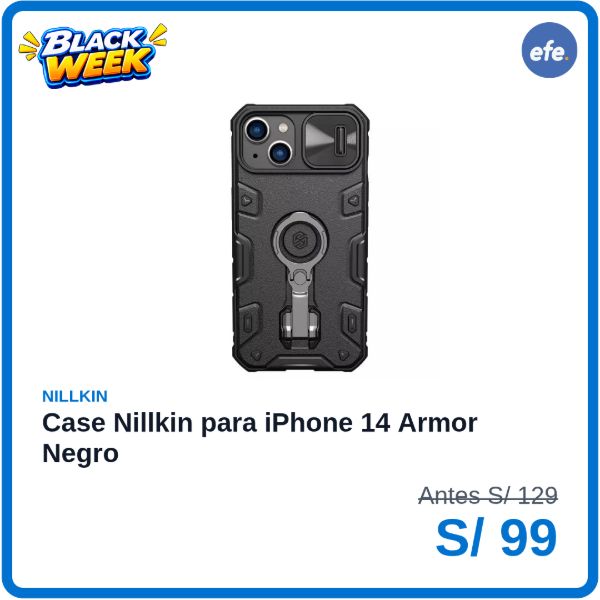 BLACK
WEEK
efe.
NILLKIN
Case Nillkin para iPhone 14 Armor
Negro
Antes S/ 129
S/ 99